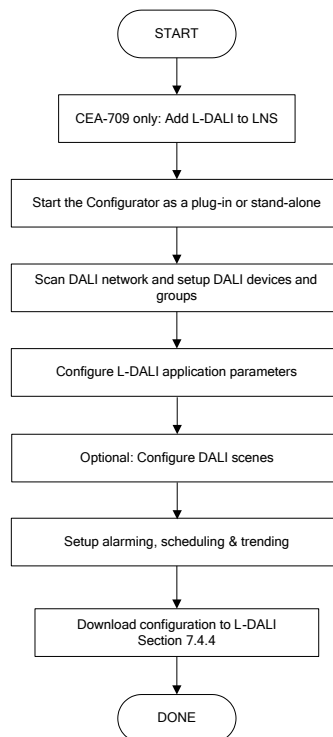 START
CEA-709 only: Add L-DALI to LNS
Start the Configurator as a plug-in or stand-alone
Scan DALI network and setup DALI devices and
groups
Configure L-DALI application parameters
Optional: Configure DALI scenes
Setup alarming, scheduling & trending
Download configuration to L-DALI
Section 7.4.4
DONE